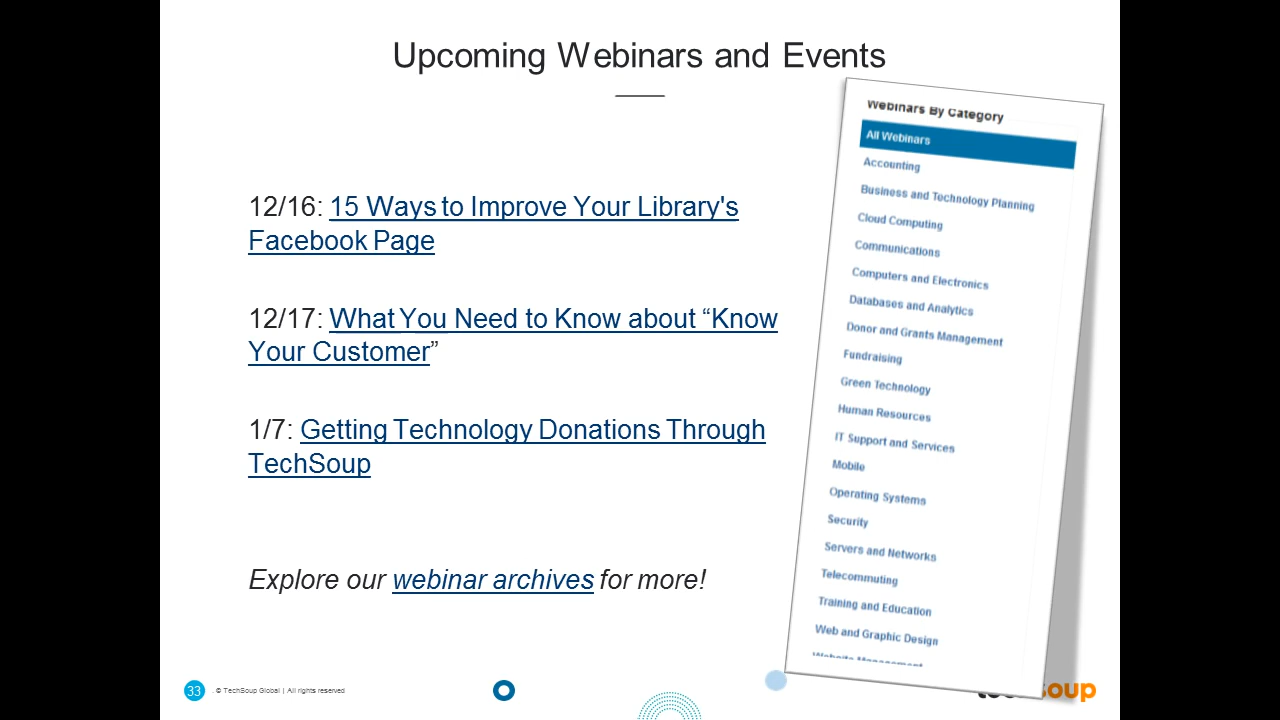 Upcoming Webinars and Events
12/16: 15 Ways to Improve Your Library's
Facebook Page
12/17: What You Need to Know about “Know
Your Customer”
1/7: Getting Technology Donations Through
TechSoup
Explore our webinar archives for more!
Webinars By Category
All Webinars
Accounting
Business and Technology Planning
Cloud Computing
Communications
Computers and Electronics
Databases and Analytics
Donor and Grants Management
Fundraising
Green Technology
Human Resources
IT Support and Services
Mobile
Operating Systems
Security
Servers and Networks
Telecommuting
Training and Education
Web and Graphic Design
Website Management
33 . © TechSoup Global | All rights reserved